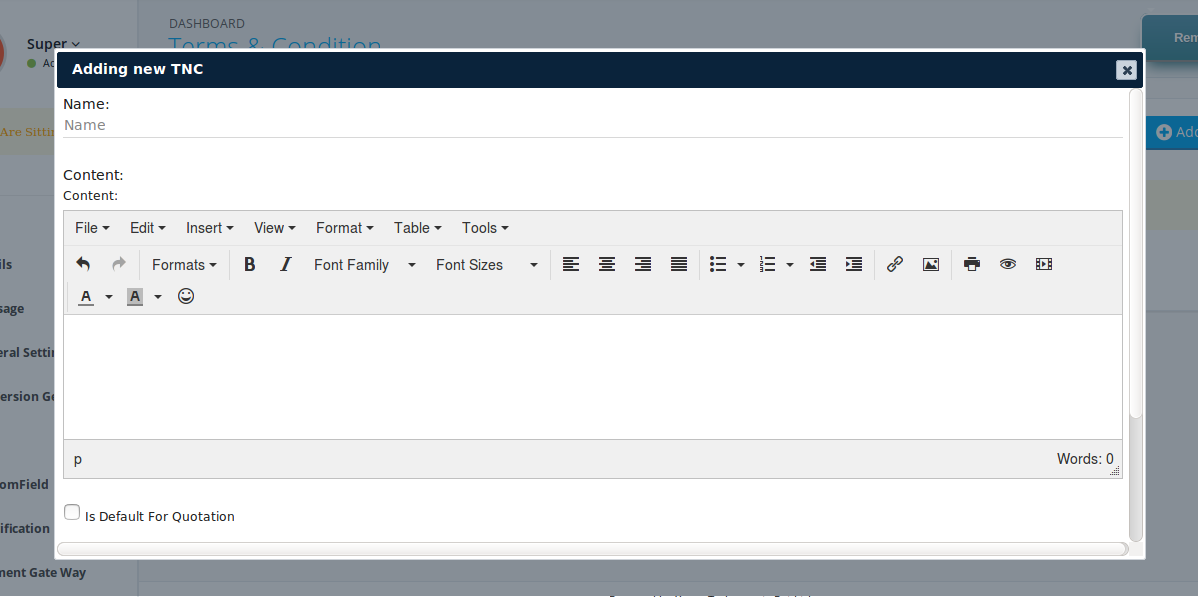 DASHBOARD
Super
Terms & Condition
Rem
Adding new TNC
Name:
Name
Are Sittin
Add
Content:
Content:
File Edit Insert View Format Table Tools
Formats B I Font Family Font Sizes
A A
ils
sage
eral Settin
ersion Ge
omField
ification
ment Gate Way
p
Words: 0
Is Default For Quotation